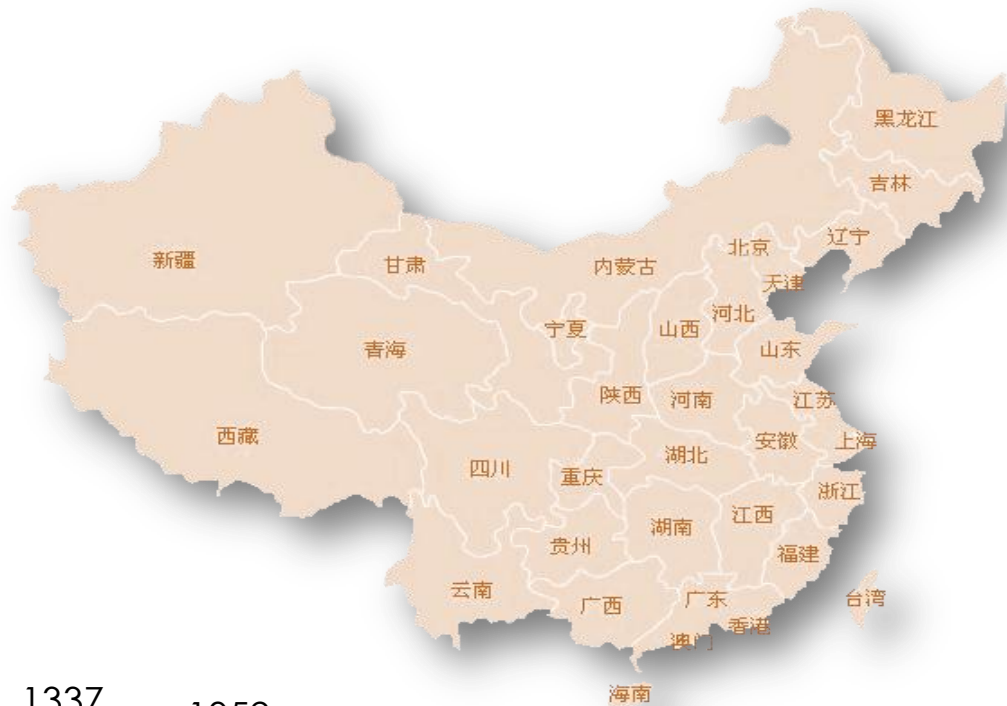 黑龙江
吉林
辽宁
北京
新疆
甘肃
内蒙古
天津
河北
宁夏
山西
青海
山东
陕西
河南
江苏
西藏
安徽
上海
湖北
四川
重庆
浙江
江西
湖南
贵州
福建
云南
广西
广东
台湾
香港
澳门
海南
1337